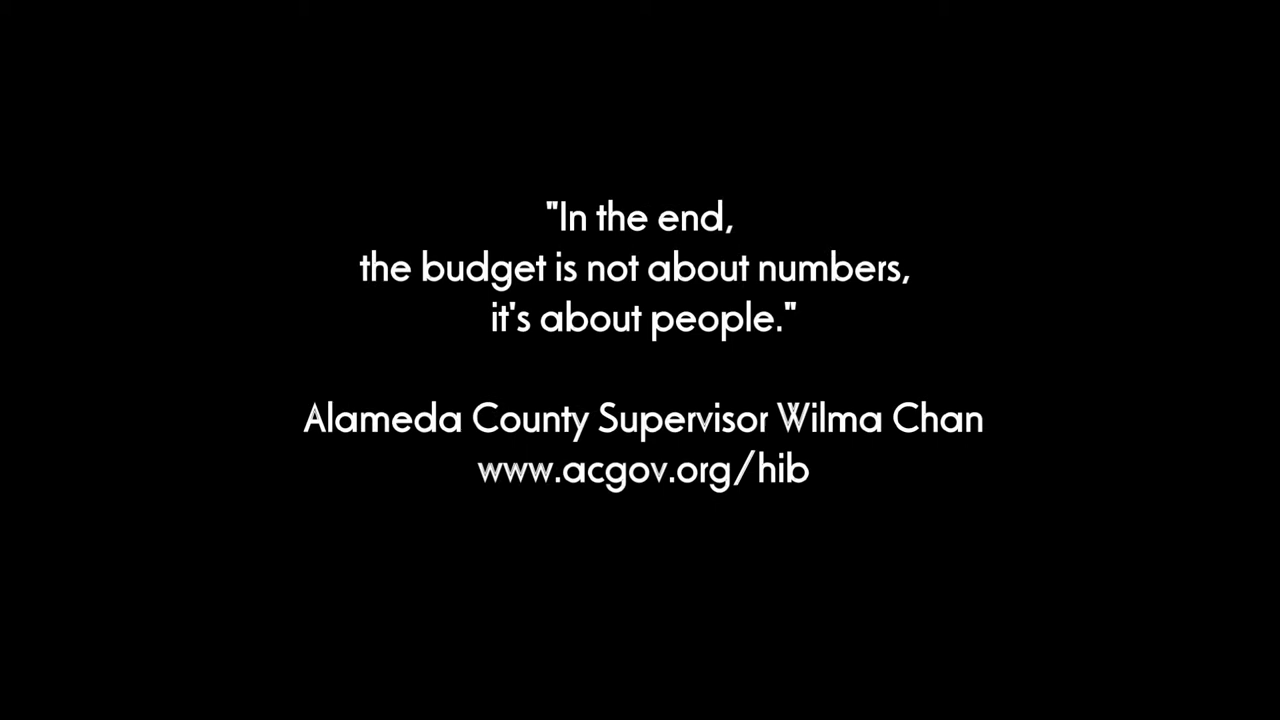 "In the end,
the budget is not about numbers,
it's about people."
Alameda County Supervisor Wilma Chan
www.acgov.org/hib